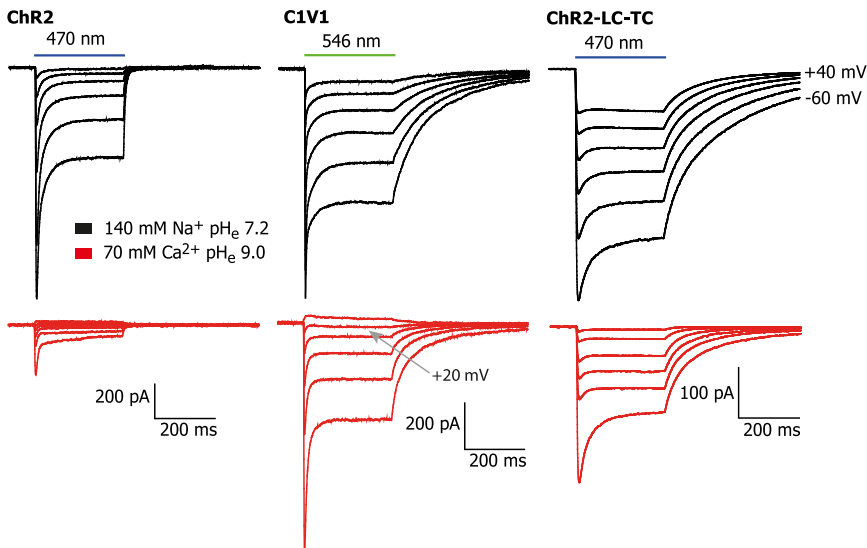 ChR2
C1V1
ChR2-LC-TC
470 nm
546 nm
470 nm
+40 mV
-60 mV
140 mM Na⁺ pHₑ 7.2
70 mM Ca²⁺ pHₑ 9.0
+20 mV
200 pA
200 ms
200 pA
200 ms
100 pA
200 ms